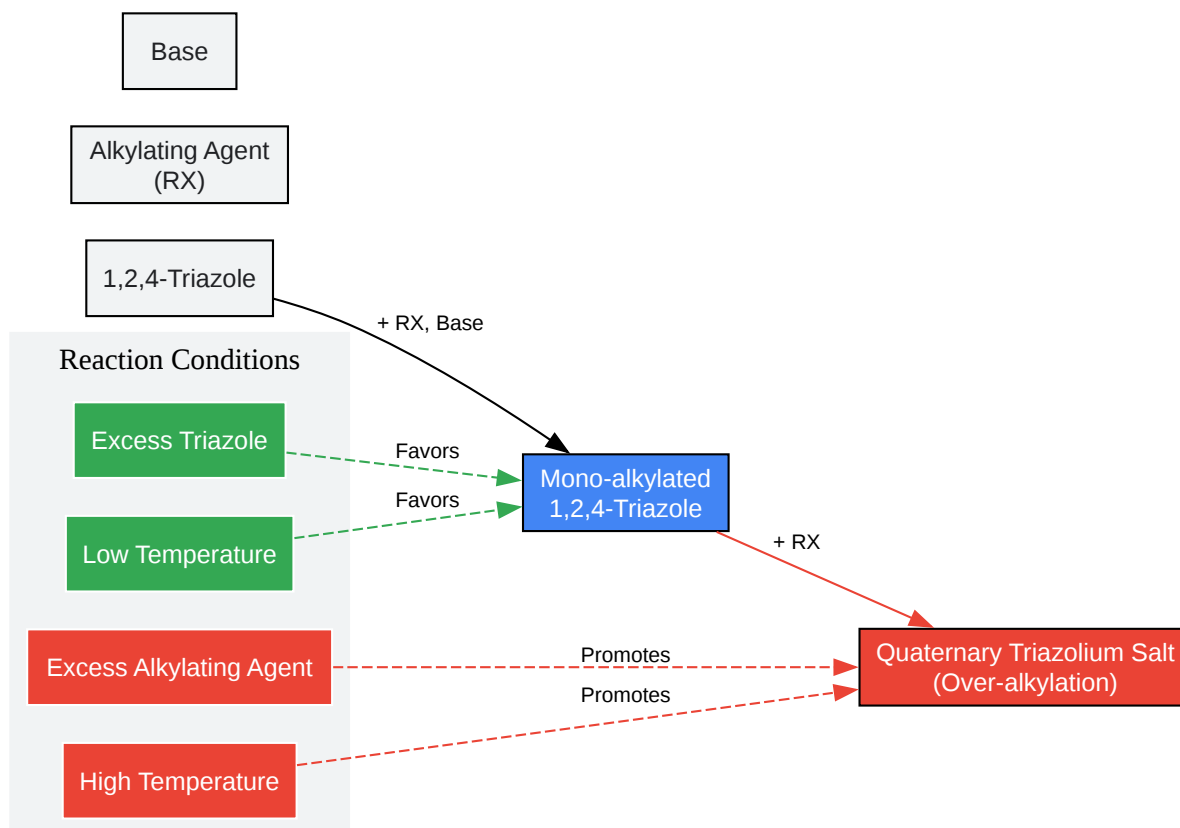 Base
Alkylating Agent
(RX)
1,2,4-Triazole
+ RX, Base
Reaction Conditions
Excess Triazole
Favors
Mono-alkylated
1,2,4-Triazole
Favors
Low Temperature
+ RX
Excess Alkylating Agent
Promotes
Quaternary Triazolium Salt
(Over-alkylation)
Promotes
High Temperature